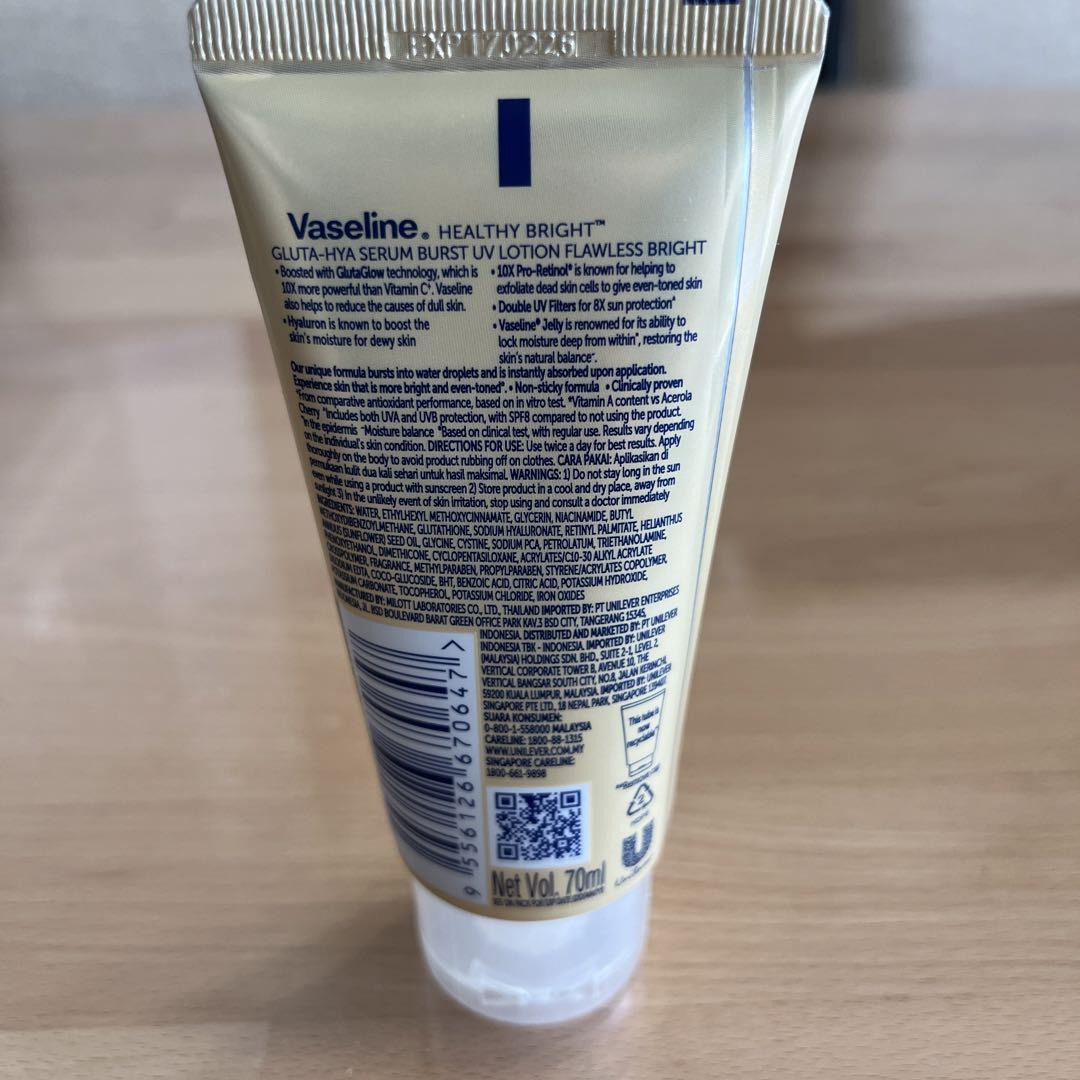 EXP170226
Vaseline® HEALTHY BRIGHT™
GLUTA-HYA SERUM BURST UV LOTION FLAWLESS BRIGHT
• Boosted with GlutaGlow technology, which is
10X more powerful than Vitamin C⁺. Vaseline
also helps to reduce the causes of dull skin.
• Hyaluron is known to boost the
skin's moisture for dewy skin
• 10X Pro-Retinol# is known for helping to
exfoliate dead skin cells to give even-toned skin
• Double UV Filters for 8X sun protection^
• Vaseline® Jelly is renowned for its ability to
lock moisture deep from within", restoring the
skin's natural balance~.
Our unique formula bursts into water droplets and is instantly absorbed upon application.
Experience skin that is more bright and even-toned°. • Non-sticky formula • Clinically proven
⁺From comparative antioxidant performance, based on in vitro test. #Vitamin A content vs Acerola
Cherry ^Includes both UVA and UVB protection, with SPF8 compared to not using the product.
"In the epidermis ~Moisture balance °Based on clinical test, with regular use. Results vary depending
on the individual's skin condition. DIRECTIONS FOR USE: Use twice a day for best results. Apply
thoroughly on the body to avoid product rubbing off on clothes. CARA PAKAI: Aplikasikan di
permukaan kulit dua kali sehari untuk hasil maksimal. WARNINGS: 1) Do not stay long in the sun
even while using a product with sunscreen 2) Store product in a cool and dry place, away from
sunlight 3) In the unlikely event of skin irritation, stop using and consult a doctor immediately
INGREDIENTS: WATER, ETHYLHEXYL METHOXYCINNAMATE, GLYCERIN, NIACINAMIDE, BUTYL
METHOXYDIBENZOYLMETHANE, GLUTATHIONE, SODIUM HYALURONATE, RETINYL PALMITATE, HELIANTHUS
ANNUUS (SUNFLOWER) SEED OIL, GLYCINE, CYSTINE, SODIUM PCA, PETROLATUM, TRIETHANOLAMINE,
PHENOXYETHANOL, DIMETHICONE, CYCLOPENTASILOXANE, ACRYLATES/C10-30 ALKYL ACRYLATE
CROSSPOLYMER, FRAGRANCE, METHYLPARABEN, PROPYLPARABEN, STYRENE/ACRYLATES COPOLYMER,
DISODIUM EDTA, COCO-GLUCOSIDE, BHT, BENZOIC ACID, CITRIC ACID, POTASSIUM HYDROXIDE,
CARBONATE, TOCOPHEROL, POTASSIUM CHLORIDE, IRON OXIDES
MANUFACTURED BY: MILOTT LABORATORIES CO., LTD., THAILAND IMPORTED BY: PT UNILEVER ENTERPRISES
INDONESIA, JL. BSD BOULEVARD BARAT GREEN OFFICE PARK KAV.3 BSD CITY, TANGERANG 15345,
INDONESIA. DISTRIBUTED AND MARKETED BY: PT UNILEVER
INDONESIA TBK - INDONESIA. IMPORTED BY: UNILEVER
(MALAYSIA) HOLDINGS SDN. BHD., SUITE 2-1, LEVEL 2,
VERTICAL CORPORATE TOWER B, AVENUE 10, THE
VERTICAL BANGSAR SOUTH CITY, NO.8, JALAN KERINCHI,
59200 KUALA LUMPUR, MALAYSIA. IMPORTED BY: UNILEVER
SINGAPORE PTE LTD., 18 NEPAL PARK, SINGAPORE 139407
SUARA KONSUMEN:
0-800-1-558000 MALAYSIA
CARELINE: 1800-88-1315
WWW.UNILEVER.COM.MY
SINGAPORE CARELINE:
1800-661-9898
This tube is
now
recyclable
2
HDPE
9 556126 670647 >
Net Vol. 70ml
Unilever